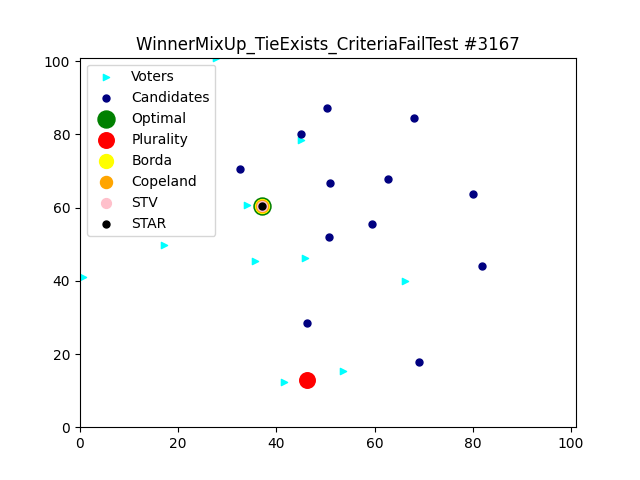 WinnerMixUp_TieExists_CriteriaFailTest #3167
100
80
60
40
20
0
0 20 40 60 80 100
Voters
Candidates
Optimal
Plurality
Borda
Copeland
STV
STAR